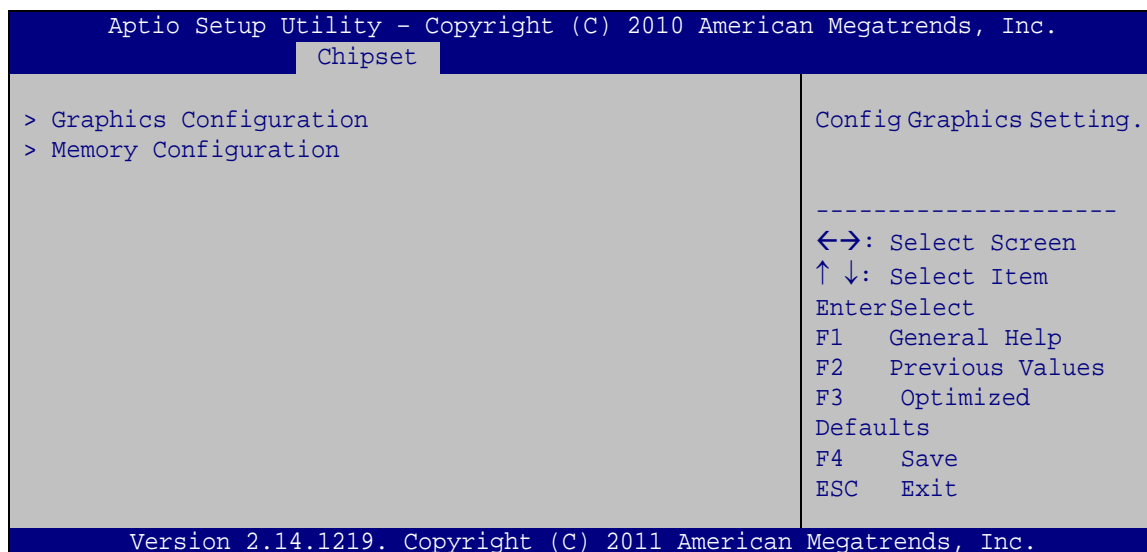 Aptio Setup Utility – Copyright (C) 2010 American Megatrends, Inc.
Chipset
> Graphics Configuration
> Memory Configuration
Config Graphics Setting.
----------------------
←→: Select Screen
↑ ↓: Select Item
EnterSelect
F1 General Help
F2 Previous Values
F3 Optimized
Defaults
F4 Save
ESC Exit
Version 2.14.1219. Copyright (C) 2011 American Megatrends, Inc.